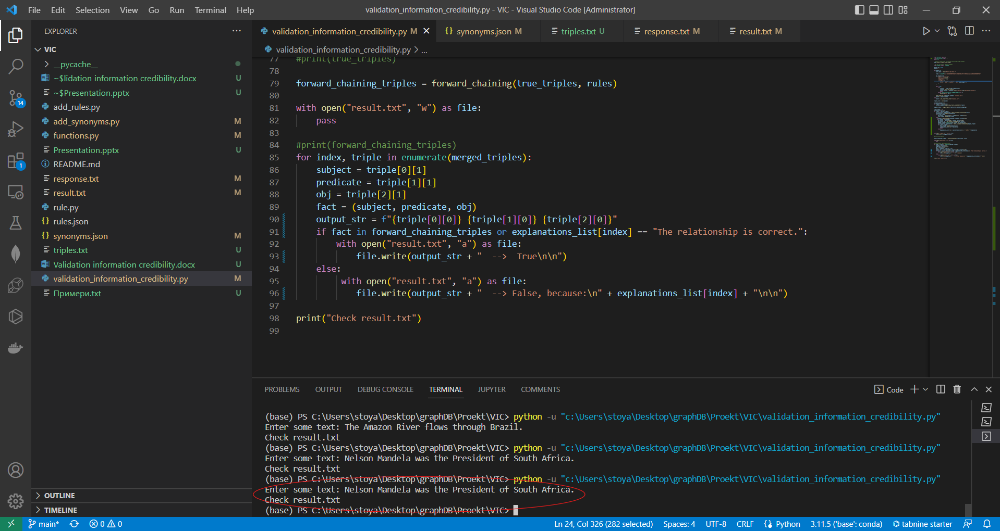 File Edit Selection View Go Run Terminal Help
validation_information_credibility.py - VIC - Visual Studio Code [Administrator]
EXPLORER
VIC
__pycache__
~$lidation information credibility.docx U
~$Presentation.pptx U
add_rules.py
add_synonyms.py M
functions.py M
Presentation.pptx U
README.md
response.txt M
result.txt M
rule.py
rules.json
synonyms.json M
triples.txt U
Validation information credibility.docx U
validation_information_credibility.py M
Примери.txt U
OUTLINE
TIMELINE
14
1
validation_information_credibility.py M
{} synonyms.json M
triples.txt U
response.txt M
result.txt M
validation_information_credibility.py > ...
77 #print(true_triples)
78
79 forward_chaining_triples = forward_chaining(true_triples, rules)
80
81 with open("result.txt", "w") as file:
82 pass
83
84 #print(forward_chaining_triples)
85 for index, triple in enumerate(merged_triples):
86 subject = triple[0][1]
87 predicate = triple[1][1]
88 obj = triple[2][1]
89 fact = (subject, predicate, obj)
90 output_str = f"{triple[0][0]} {triple[1][0]} {triple[2][0]}"
91 if fact in forward_chaining_triples or explanations_list[index] == "The relationship is correct.":
92 with open("result.txt", "a") as file:
93 file.write(output_str + "  -->  True\n\n")
94 else:
95 with open("result.txt", "a") as file:
96 file.write(output_str + "  --> False, because:\n" + explanations_list[index] + "\n\n")
97
98 print("Check result.txt")
99
PROBLEMS OUTPUT DEBUG CONSOLE TERMINAL JUPYTER COMMENTS
Code
(base) PS C:\Users\stoya\Desktop\graphDB\Proekt\VIC> python -u "c:\Users\stoya\Desktop\graphDB\Proekt\VIC\validation_information_credibility.py"
Enter some text: The Amazon River flows through Brazil.
Check result.txt
(base) PS C:\Users\stoya\Desktop\graphDB\Proekt\VIC> python -u "c:\Users\stoya\Desktop\graphDB\Proekt\VIC\validation_information_credibility.py"
Enter some text: Nelson Mandela was the President of South Africa.
Check result.txt
(base) PS C:\Users\stoya\Desktop\graphDB\Proekt\VIC> python -u "c:\Users\stoya\Desktop\graphDB\Proekt\VIC\validation_information_credibility.py"
Enter some text: Nelson Mandela was the President of South Africa.
Check result.txt
(base) PS C:\Users\stoya\Desktop\graphDB\Proekt\VIC>
main* 0 0
Ln 24, Col 326 (282 selected) Spaces: 4 UTF-8 CRLF Python 3.11.5 ('base': conda) tabnine starter